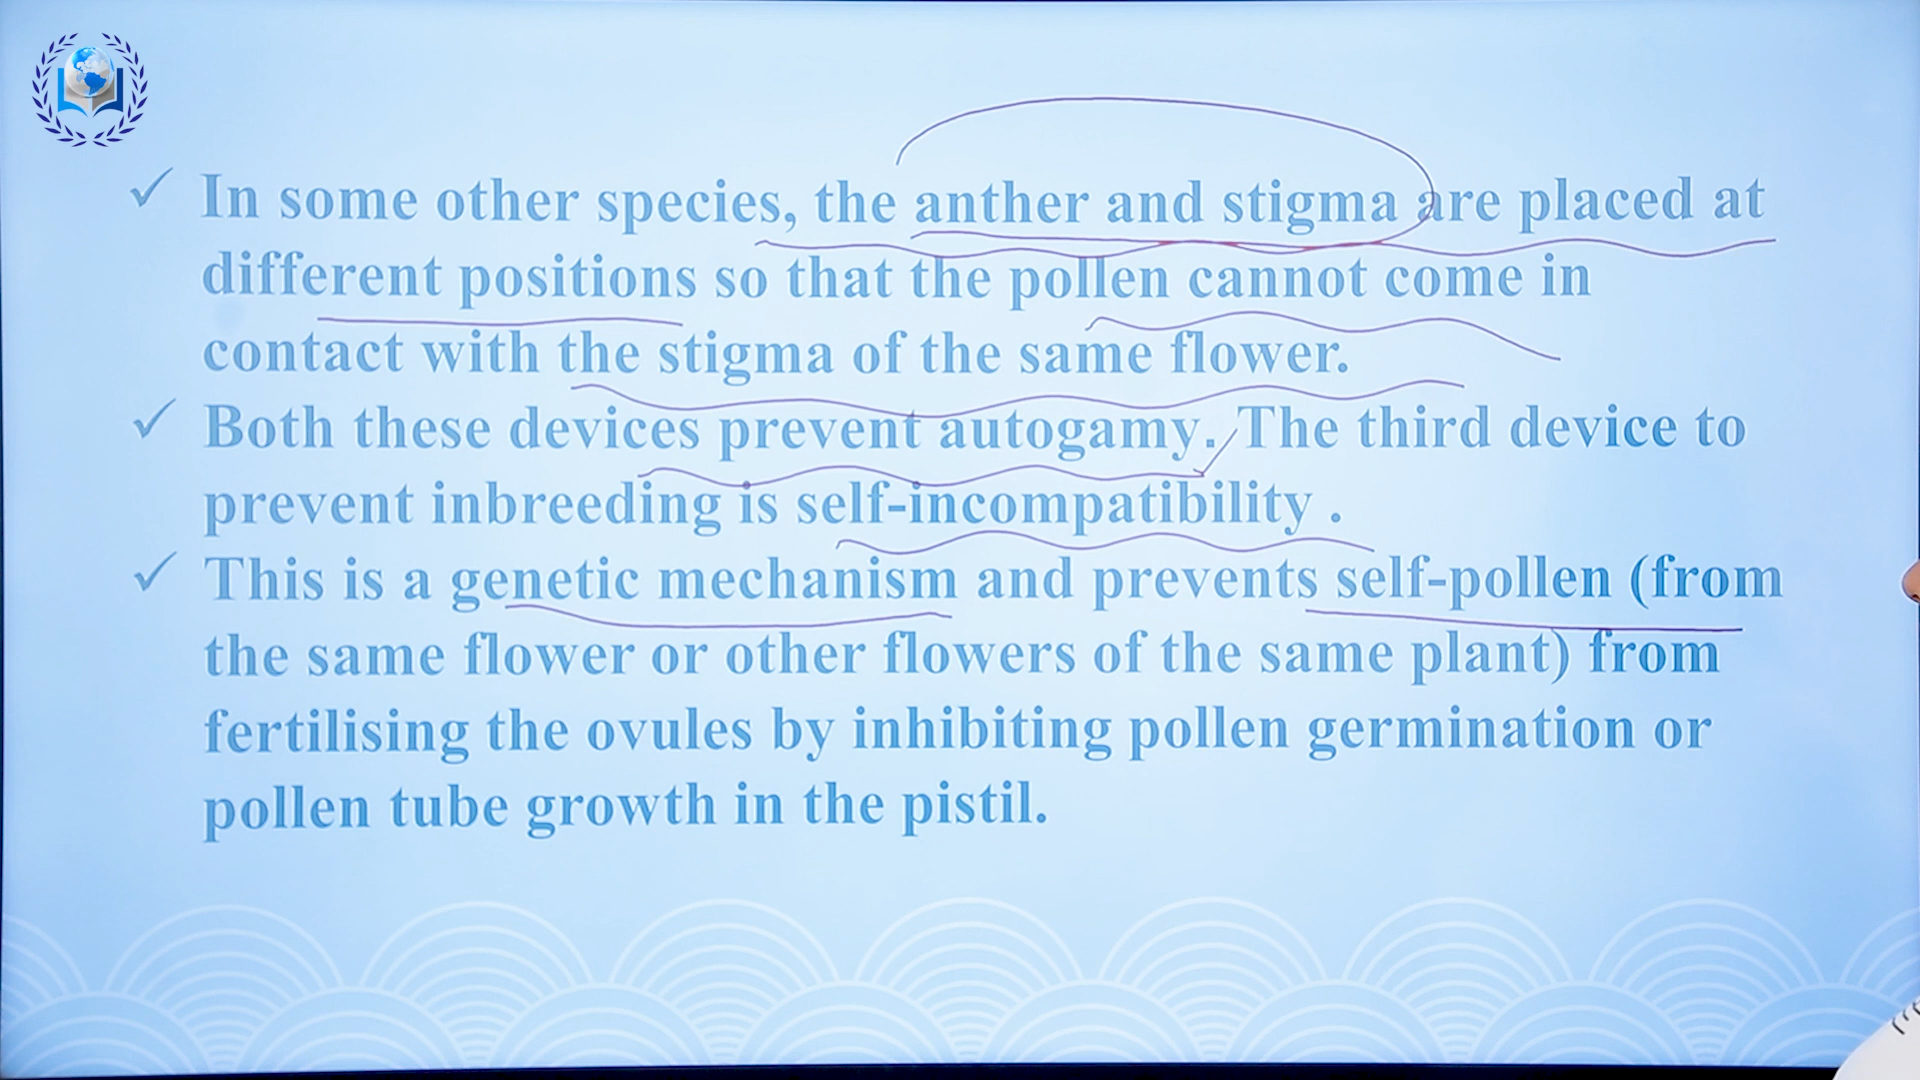 ✓ In some other species, the anther and stigma are placed at
different positions so that the pollen cannot come in
contact with the stigma of the same flower.
✓ Both these devices prevent autogamy. The third device to
prevent inbreeding is self-incompatibility .
✓ This is a genetic mechanism and prevents self-pollen (from
the same flower or other flowers of the same plant) from
fertilising the ovules by inhibiting pollen germination or
pollen tube growth in the pistil.